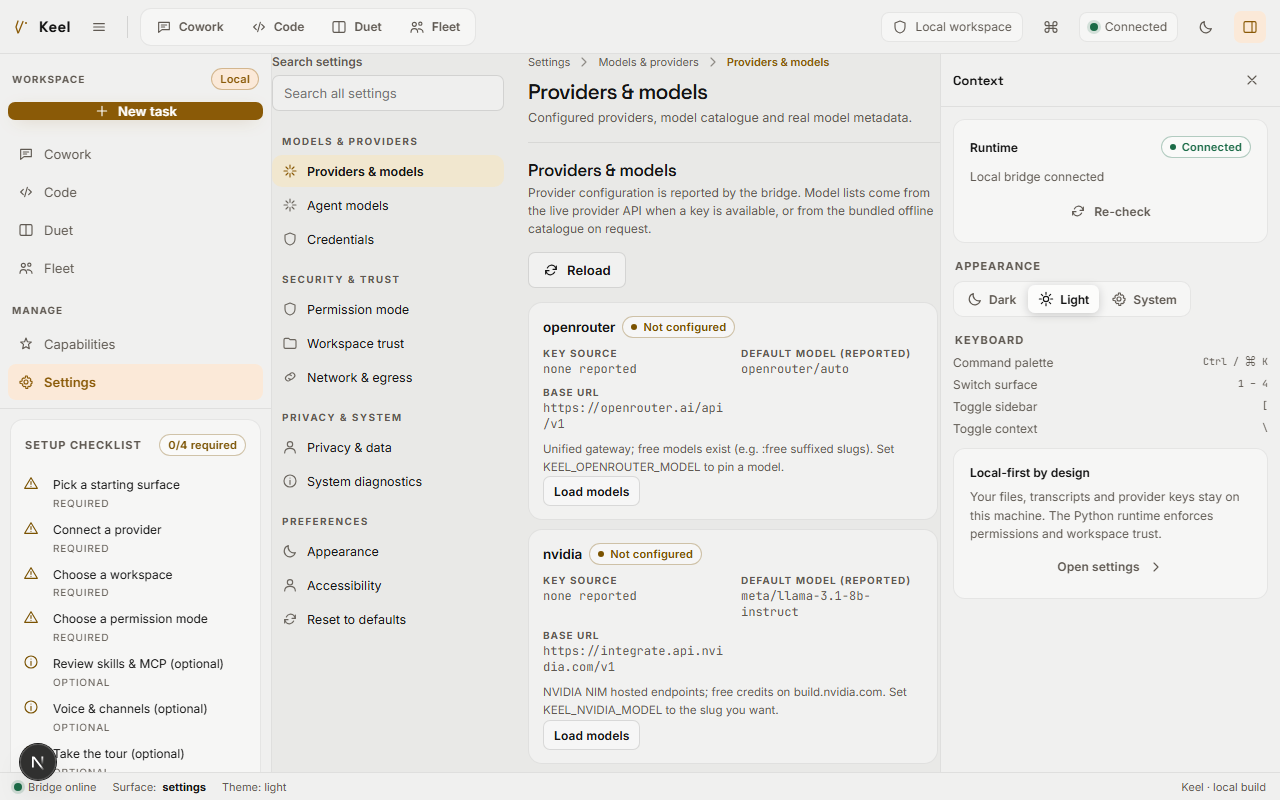 Keel
Cowork
Code
Duet
Fleet
Local workspace
⌘
Connected
WORKSPACE
Local
+ New task
Cowork
Code
Duet
Fleet
MANAGE
Capabilities
Settings
SETUP CHECKLIST
0/4 required
Pick a starting surface
REQUIRED
Connect a provider
REQUIRED
Choose a workspace
REQUIRED
Choose a permission mode
REQUIRED
Review skills & MCP (optional)
OPTIONAL
Voice & channels (optional)
OPTIONAL
Take the tour (optional)
OPTIONAL
N
Search settings
Search all settings
MODELS & PROVIDERS
Providers & models
Agent models
Credentials
SECURITY & TRUST
Permission mode
Workspace trust
Network & egress
PRIVACY & SYSTEM
Privacy & data
System diagnostics
PREFERENCES
Appearance
Accessibility
Reset to defaults
Settings > Models & providers > Providers & models
Providers & models
Configured providers, model catalogue and real model metadata.
Providers & models
Provider configuration is reported by the bridge. Model lists come from
the live provider API when a key is available, or from the bundled offline
catalogue on request.
Reload
openrouter
Not configured
KEY SOURCE
none reported
DEFAULT MODEL (REPORTED)
openrouter/auto
BASE URL
https://openrouter.ai/api
/v1
Unified gateway; free models exist (e.g. :free suffixed slugs). Set
KEEL_OPENROUTER_MODEL to pin a model.
Load models
nvidia
Not configured
KEY SOURCE
none reported
DEFAULT MODEL (REPORTED)
meta/llama-3.1-8b-
instruct
BASE URL
https://integrate.api.nvi
dia.com/v1
NVIDIA NIM hosted endpoints; free credits on build.nvidia.com. Set
KEEL_NVIDIA_MODEL to the slug you want.
Load models
Context
Runtime
Connected
Local bridge connected
Re-check
APPEARANCE
Dark
Light
System
KEYBOARD
Command palette
Ctrl / ⌘ K
Switch surface
1 – 4
Toggle sidebar
[
Toggle context
\
Local-first by design
Your files, transcripts and provider keys stay on
this machine. The Python runtime enforces
permissions and workspace trust.
Open settings >
Bridge online
Surface: settings
Theme: light
Keel · local build